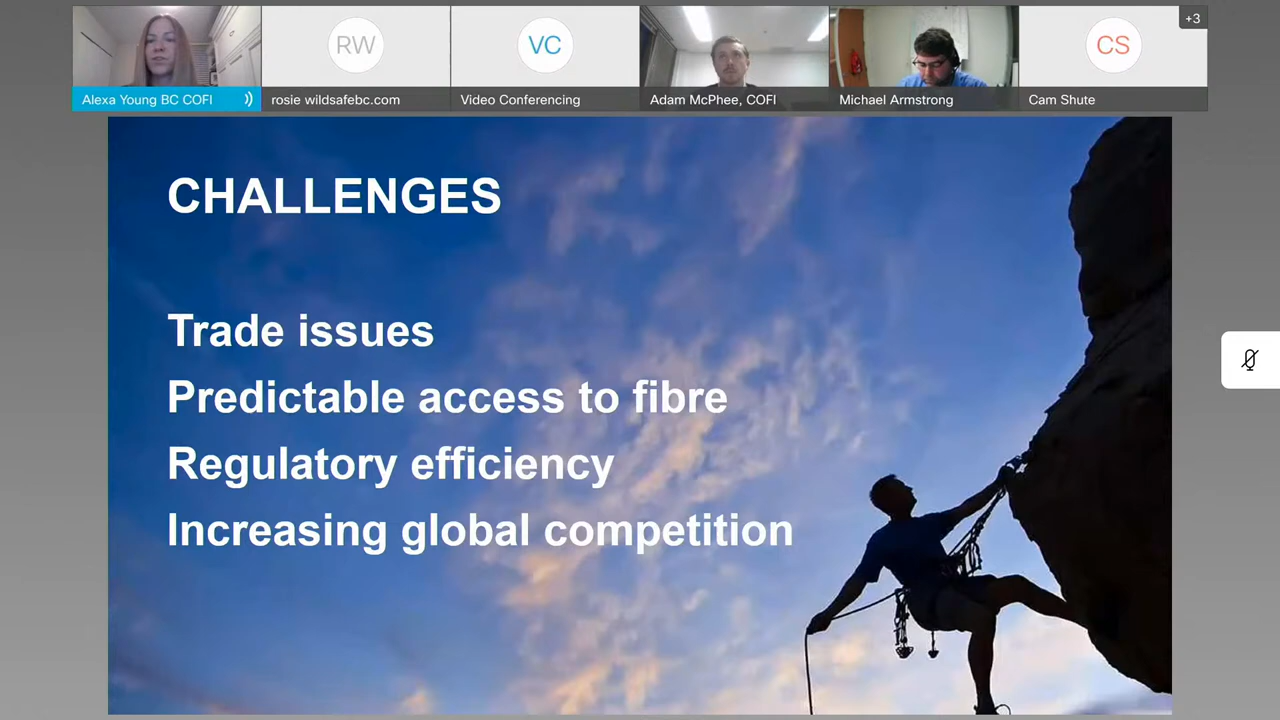 +3
RW
VC
CS
Alexa Young BC COFI
rosie wildsafebc.com
Video Conferencing
Adam McPhee, COFI
Michael Armstrong
Cam Shute
CHALLENGES
Trade issues
Predictable access to fibre
Regulatory efficiency
Increasing global competition